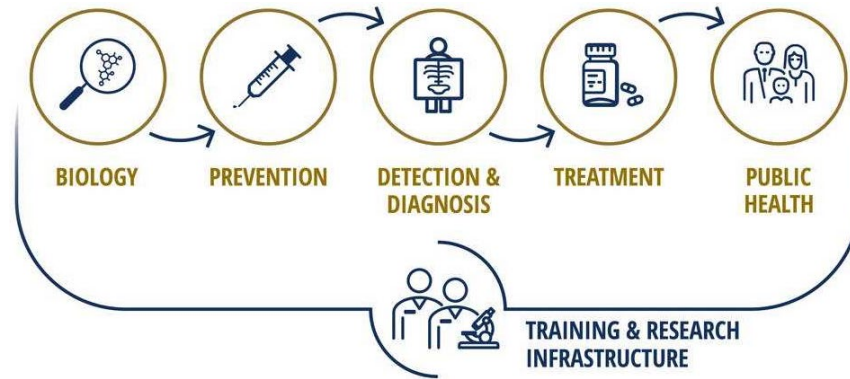 BIOLOGY
PREVENTION
DETECTION &
DIAGNOSIS
TREATMENT
PUBLIC
HEALTH
TRAINING & RESEARCH
INFRASTRUCTURE